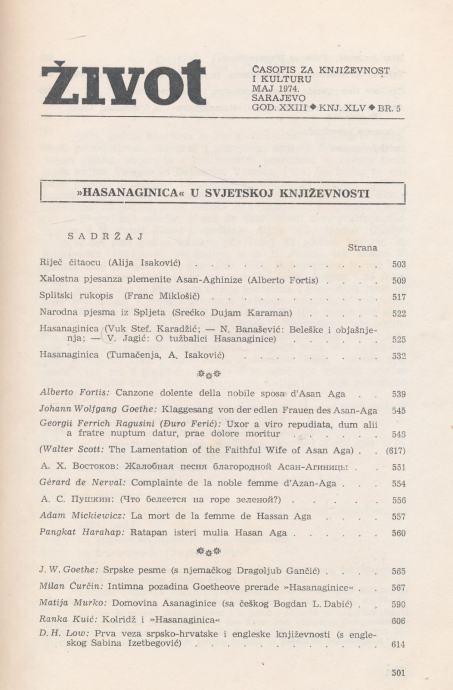 život
ČASOPIS ZA KNJIŽEVNOST
I KULTURU
MAJ 1974.
SARAJEVO
GOD. XXIII ◆ KNJ. XLV ◆ BR. 5
»HASANAGINICA« U SVJETSKOJ KNJIŽEVNOSTI
SADRŽAJ
Strana
Riječ čitaocu (Alija Isaković) . . . . . . . . . 503
Xalostna pjesanza plemenite Asan-Aghinize (Alberto Fortis) . . . 509
Splitski rukopis (Franc Miklošič) . . . . . . . . 517
Narodna pjesma iz Spljeta (Srećko Dujam Karaman) . . . . 522
Hasanaginica (Vuk Stef. Karadžić; — N. Banašević: Beleške i objašnje-
nja; — V. Jagić: O tužbalici Hasanaginice) . . . . . 525
Hasanaginica (Tumačenja, A. Isaković) . . . . . . . 532
Alberto Fortis: Canzone dolente della nobile sposa d'Asan Aga . . 539
Johann Wolfgang Goethe: Klaggesang von der edlen Frauen des Asan-Aga 545
Georgii Ferrich Ragusini (Đuro Ferić): Uxor a viro repudiata, dum alii
a fratre nuptum datur, prae dolore moritur . . . . . 543
(Walter Scott: The Lamentation of the Faithful Wife of Asan Aga) . . (617)
А. Х. Востоков: Жалобная песня благородной Асан-Агиницы . . 551
Gérard de Nerval: Complainte de la noble femme d'Azan-Aga . . 554
А. С. Пушкин: (Что белеется на горе зеленой?) . . . . 556
Adam Mickiewicz: La mort de la femme de Hassan Aga . . . 557
Pangkat Harahap: Ratapan isteri mulia Hasan Aga . . . . 560
J. W. Goethe: Srpske pesme (s njemačkog Dragoljub Gančić) . . . 565
Milan Ćurčin: Intimna pozadina Goetheove prerade »Hasanaginice« . . 567
Matija Murko: Domovina Asanaginice (sa češkog Bogdan L. Dabić) . . 590
Ranka Kuić: Kolridž i »Hasanaginica« 606
D. H. Low: Prva veza srpsko-hrvatske i engleske književnosti (s engle-
skog Sabina Izetbegović) . . . . . . . . . 614
501